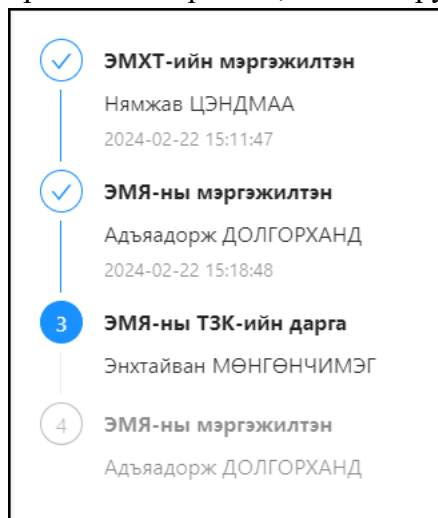 ЭМХТ-ийн мэргэжилтэн
Нямжав ЦЭНДМАА
2024-02-22 15:11:47
ЭМЯ-ны мэргэжилтэн
Адъяадорж ДОЛГОРХАНД
2024-02-22 15:18:48
3 ЭМЯ-ны ТЗК-ийн дарга
Энхтайван МӨНГӨНЧИМЭГ
4 ЭМЯ-ны мэргэжилтэн
Адъяадорж ДОЛГОРХАНД